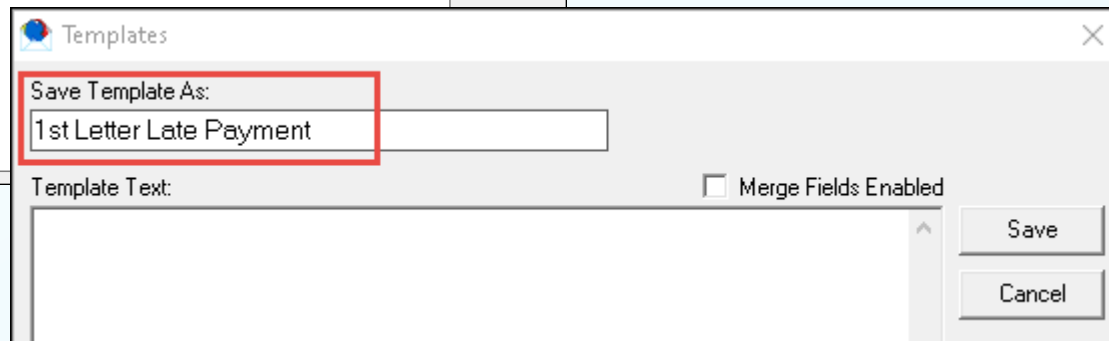 Templates
Save Template As:
1st Letter Late Payment
Template Text:
Merge Fields Enabled
Save
Cancel